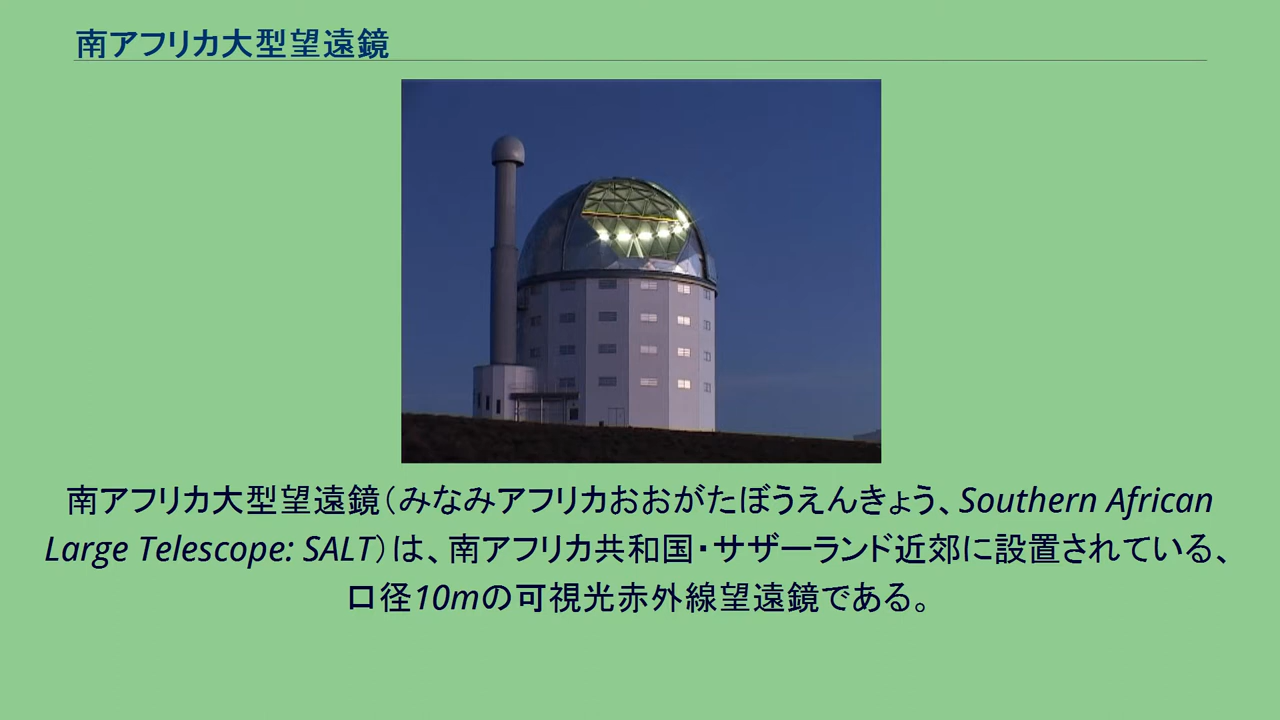 南アフリカ大型望遠鏡
南アフリカ大型望遠鏡（みなみアフリカおおがたぼうえんきょう、Southern African
Large Telescope: SALT）は、南アフリカ共和国・サザーランド近郊に設置されている、
口径10mの可視光赤外線望遠鏡である。